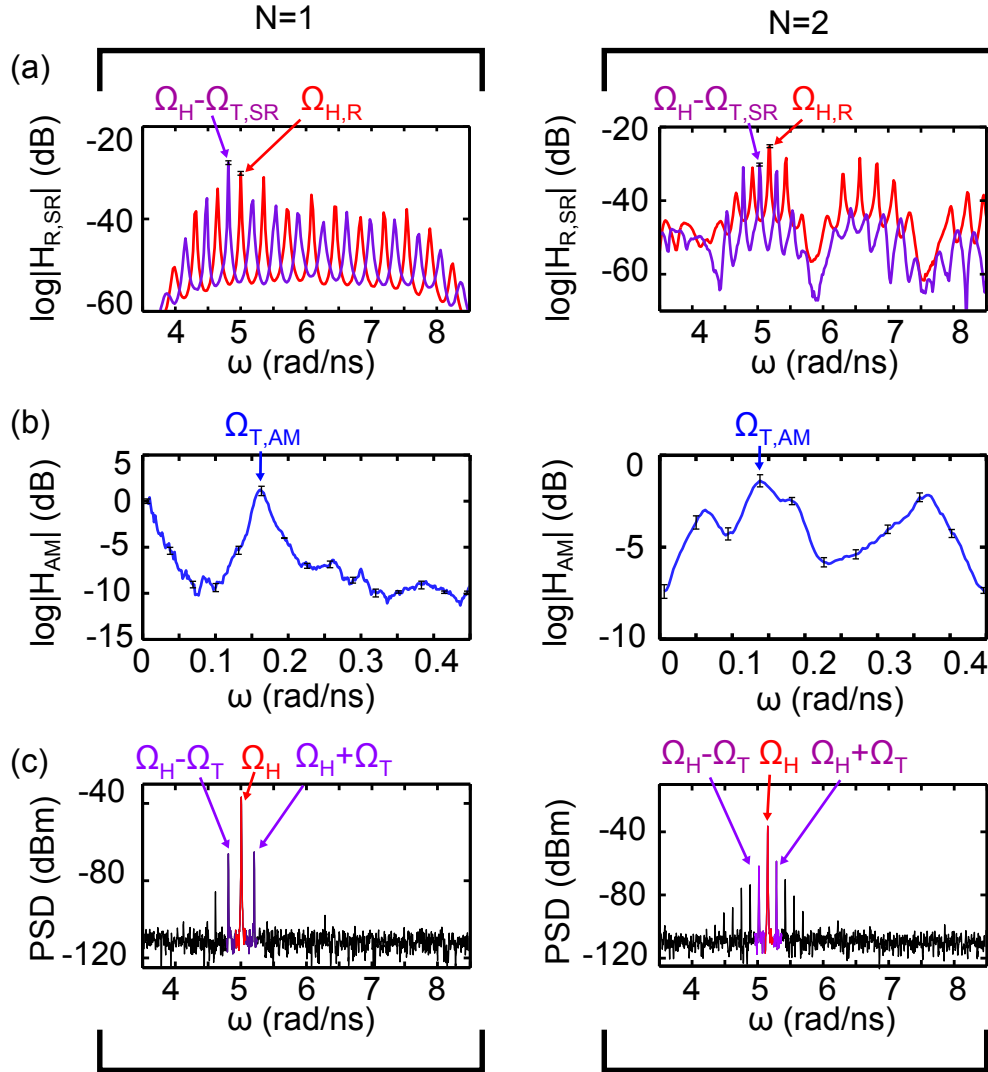 N=1
N=2
(a)
Ω_H-Ω_T,SR
Ω_H,R
Ω_H-Ω_T,SR
Ω_H,R
log|H_R,SR| (dB)
-20
-40
-60
4 5 6 7 8
ω (rad/ns)
log|H_R,SR| (dB)
-20
-40
-60
4 5 6 7 8
ω (rad/ns)
(b)
Ω_T,AM
Ω_T,AM
log|H_AM| (dB)
5
0
-5
-10
-15
0 0.1 0.2 0.3 0.4
ω (rad/ns)
log|H_AM| (dB)
0
-5
-10
0 0.1 0.2 0.3 0.4
ω (rad/ns)
(c)
Ω_H-Ω_T
Ω_H
Ω_H+Ω_T
Ω_H-Ω_T
Ω_H
Ω_H+Ω_T
PSD (dBm)
-40
-80
-120
4 5 6 7 8
ω (rad/ns)
PSD (dBm)
-40
-80
-120
4 5 6 7 8
ω (rad/ns)